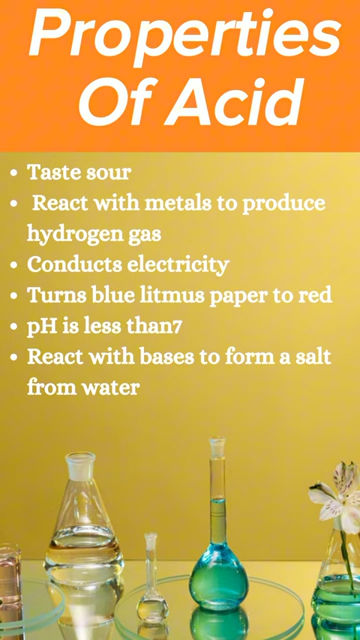 Properties
Of Acid
• Taste sour
• React with metals to produce
hydrogen gas
• Conducts electricity
• Turns blue litmus paper to red
• pH is less than7
• React with bases to form a salt
from water